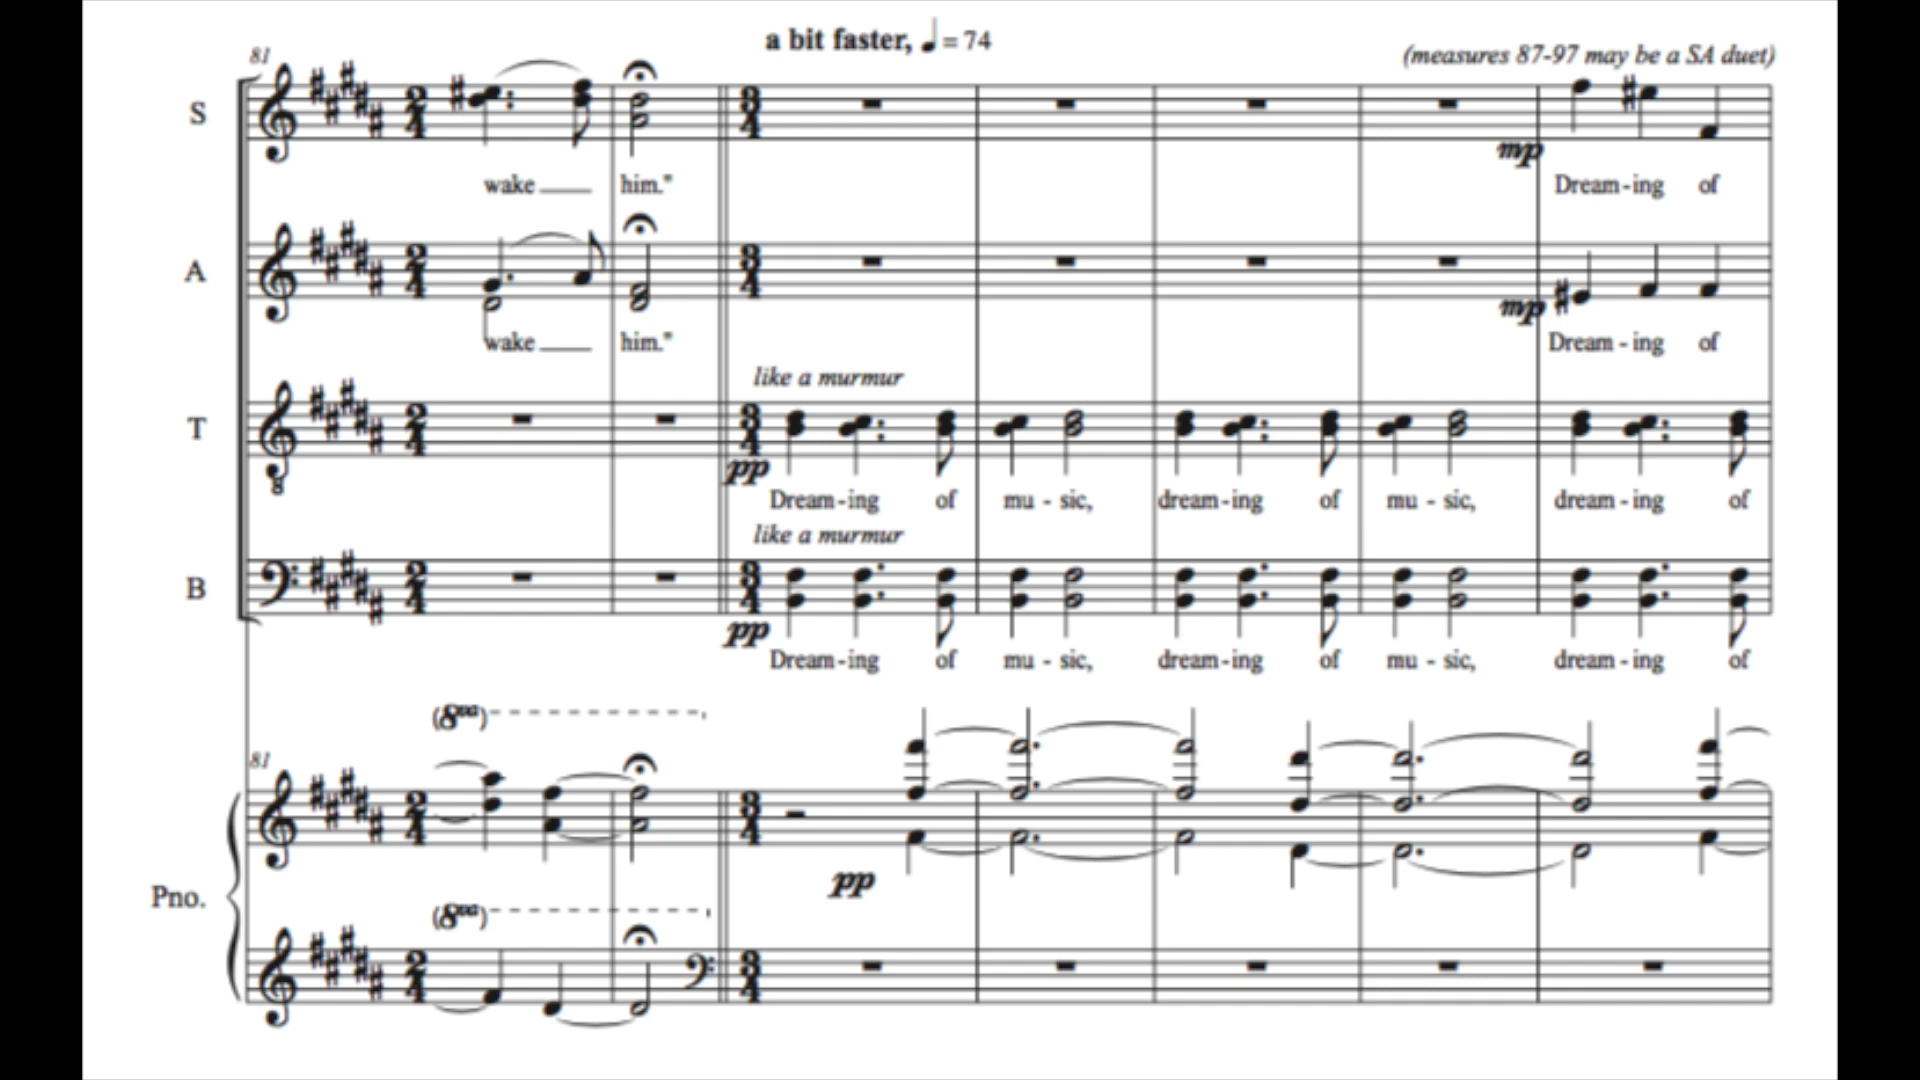 a bit faster, ♩ = 74
81
(measures 87-97 may be a SA duet)
S
mp
wake him." Dream-ing of
A
mp
wake him." Dream-ing of
like a murmur
T
8
pp
Dream-ing of mu-sic, dream-ing of mu-sic, dream-ing of
like a murmur
B
pp
Dream-ing of mu-sic, dream-ing of mu-sic, dream-ing of
(8va)
81
pp
Pno.
(8va)